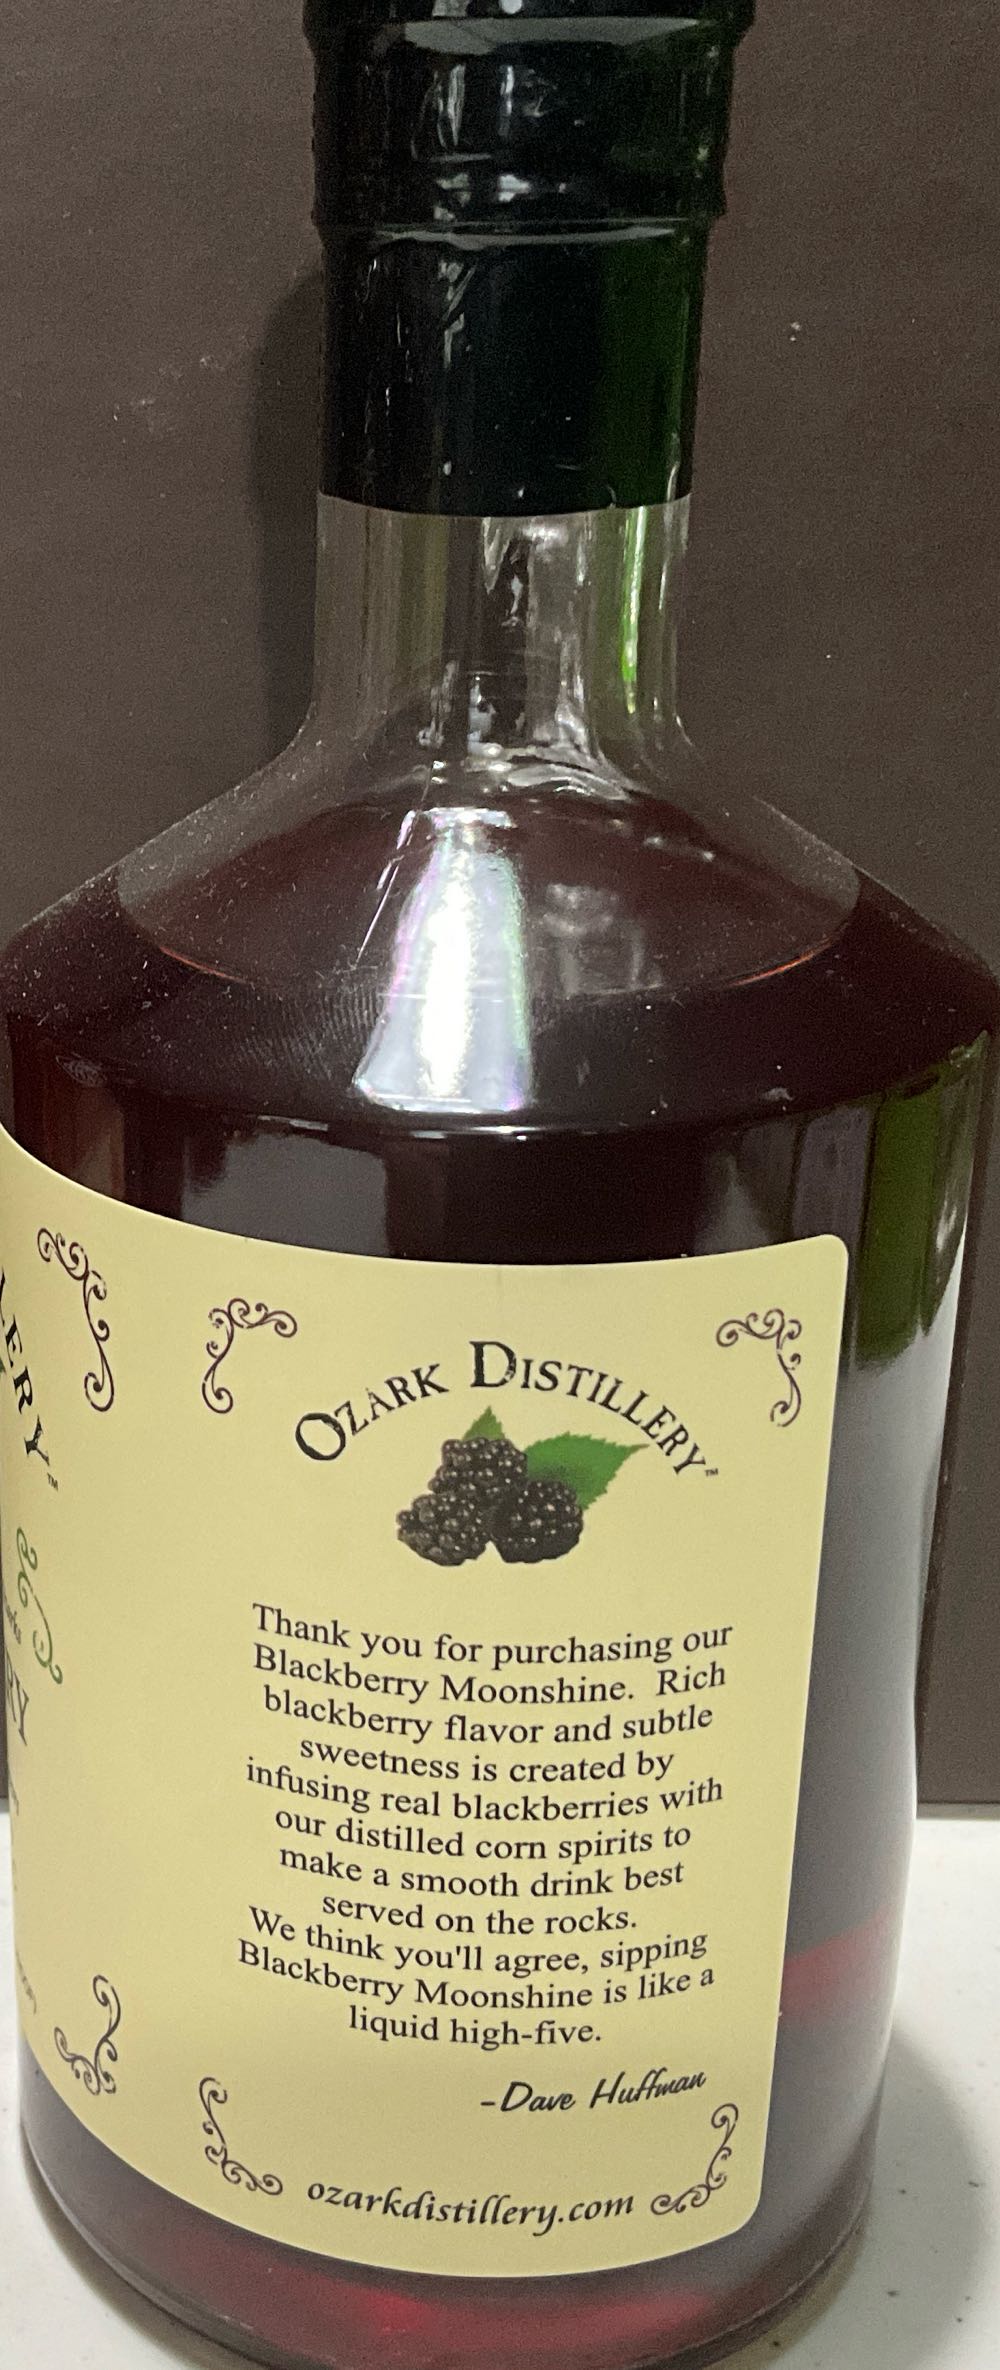 OZARK DISTILLERY™
Thank you for purchasing our
Blackberry Moonshine. Rich
blackberry flavor and subtle
sweetness is created by
infusing real blackberries with
our distilled corn spirits to
make a smooth drink best
served on the rocks.
We think you'll agree, sipping
Blackberry Moonshine is like a
liquid high-five.
-Dave Huffman
ozarkdistillery.com